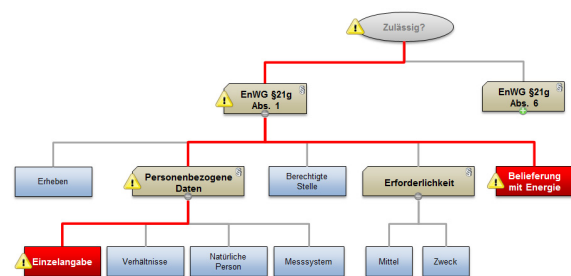 Zulässig?
EnWG §21g
Abs. 1
EnWG §21g
Abs. 6
Erheben
Personenbezogene
Daten
Berechtigte
Stelle
Erforderlichkeit
Belieferung
mit Energie
Einzelangabe
Verhältnisse
Natürliche
Person
Messsystem
Mittel
Zweck